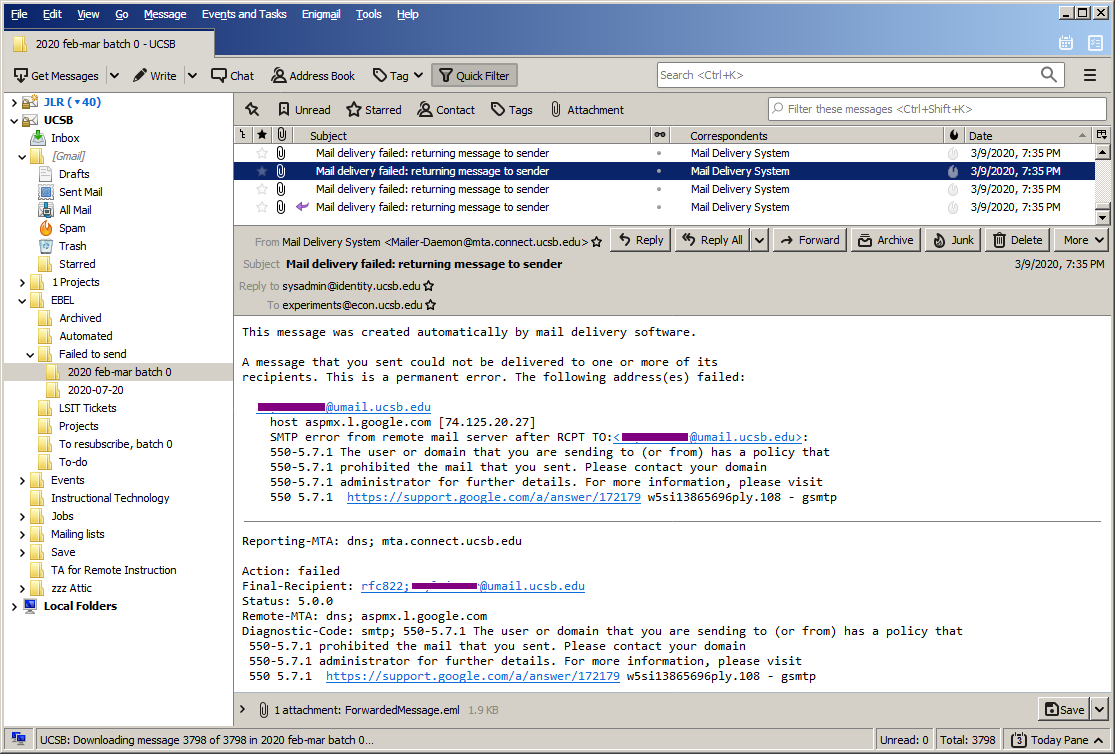 File Edit View Go Message Events and Tasks Enigmail Tools Help
2020 feb-mar batch 0 - UCSB
Get Messages Write Chat Address Book Tag Quick Filter Search <Ctrl+K>
JLR (▾40)
UCSB
Inbox
[Gmail]
Drafts
Sent Mail
All Mail
Spam
Trash
Starred
1 Projects
EBEL
Archived
Automated
Failed to send
2020 feb-mar batch 0
2020-07-20
LSIT Tickets
Projects
To resubscribe, batch 0
To-do
Events
Instructional Technology
Jobs
Mailing lists
Save
TA for Remote Instruction
zzz Attic
Local Folders
Unread Starred Contact Tags Attachment Filter these messages <Ctrl+Shift+K>
Subject Correspondents Date
Mail delivery failed: returning message to sender Mail Delivery System 3/9/2020, 7:35 PM
Mail delivery failed: returning message to sender Mail Delivery System 3/9/2020, 7:35 PM
Mail delivery failed: returning message to sender Mail Delivery System 3/9/2020, 7:35 PM
Mail delivery failed: returning message to sender Mail Delivery System 3/9/2020, 7:35 PM
From Mail Delivery System <Mailer-Daemon@mta.connect.ucsb.edu> Reply Reply All Forward Archive Junk Delete More
Subject Mail delivery failed: returning message to sender 3/9/2020, 7:35 PM
Reply to sysadmin@identity.ucsb.edu
To experiments@econ.ucsb.edu
This message was created automatically by mail delivery software.
A message that you sent could not be delivered to one or more of its
recipients. This is a permanent error. The following address(es) failed:
@umail.ucsb.edu
host aspmx.l.google.com [74.125.20.27]
SMTP error from remote mail server after RCPT TO:< @umail.ucsb.edu>:
550-5.7.1 The user or domain that you are sending to (or from) has a policy that
550-5.7.1 prohibited the mail that you sent. Please contact your domain
550-5.7.1 administrator for further details. For more information, please visit
550 5.7.1 https://support.google.com/a/answer/172179 w5si13865696ply.108 - gsmtp
Reporting-MTA: dns; mta.connect.ucsb.edu
Action: failed
Final-Recipient: rfc822; @umail.ucsb.edu
Status: 5.0.0
Remote-MTA: dns; aspmx.l.google.com
Diagnostic-Code: smtp; 550-5.7.1 The user or domain that you are sending to (or from) has a policy that
550-5.7.1 prohibited the mail that you sent. Please contact your domain
550-5.7.1 administrator for further details. For more information, please visit
550 5.7.1 https://support.google.com/a/answer/172179 w5si13865696ply.108 - gsmtp
1 attachment: ForwardedMessage.eml 1.9 KB Save
UCSB: Downloading message 3798 of 3798 in 2020 feb-mar batch 0... Unread: 0 Total: 3798 3 Today Pane